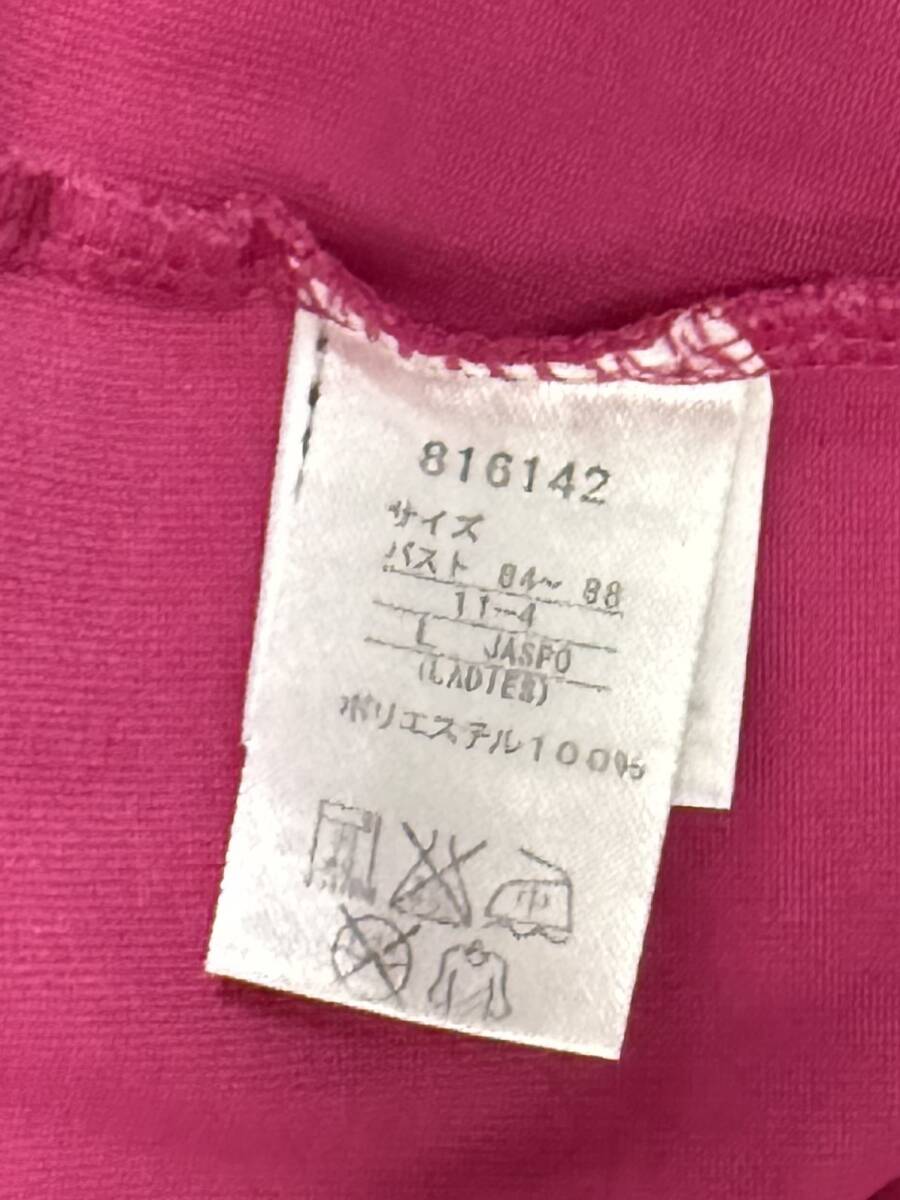 816142
サイズ
バスト 84~ 88
11-4
L JASPO
(LADIES)
ポリエステル100%
中